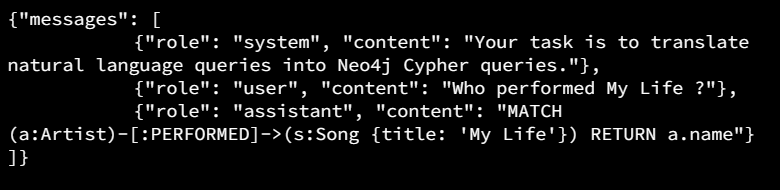 {"messages": [
{"role": "system", "content": "Your task is to translate
natural language queries into Neo4j Cypher queries."},
{"role": "user", "content": "Who performed My Life ?"},
{"role": "assistant", "content": "MATCH
(a:Artist)-[:PERFORMED]->(s:Song {title: 'My Life'}) RETURN a.name"}
]}